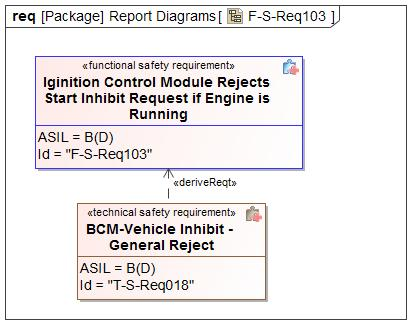 req [Package] Report Diagrams[ F-S-Req103 ]
«functional safety requirement»
Iginition Control Module Rejects
Start Inhibit Request if Engine is
Running
ASIL = B(D)
Id = "F-S-Req103"
«deriveReqt»
«technical safety requirement»
BCM-Vehicle Inhibit -
General Reject
ASIL = B(D)
Id = "T-S-Req018"